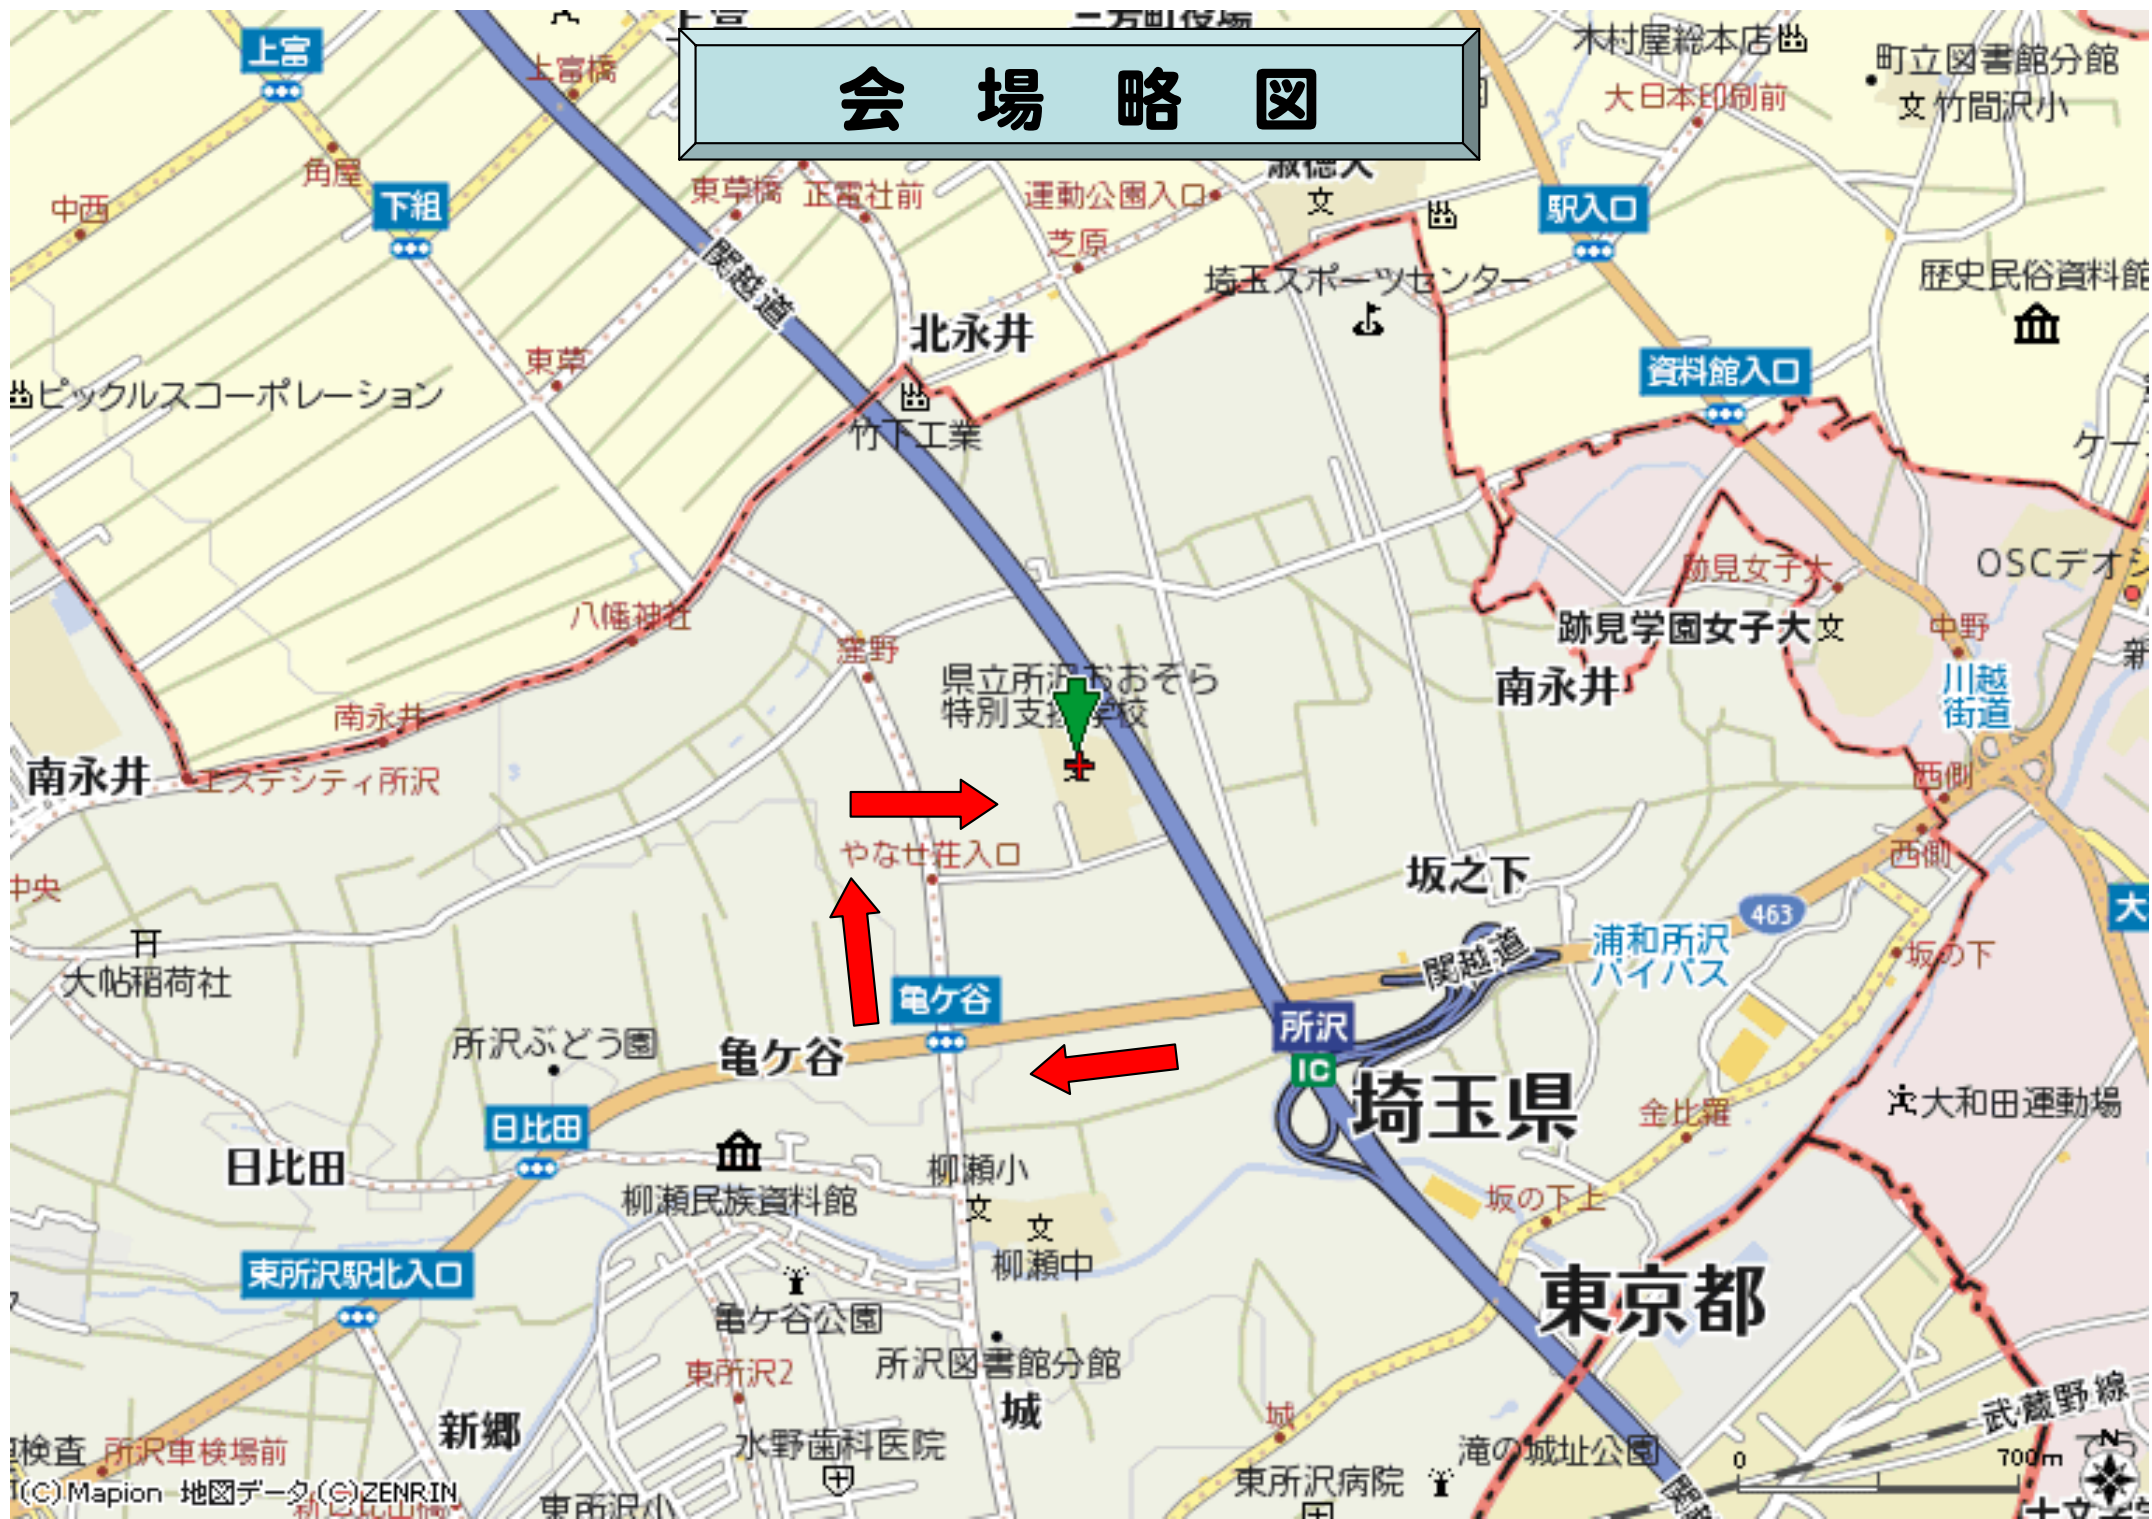 会場略図
上富
上富橋
木村屋総本店
町立図書館分館
大日本印刷前
竹間沢小
角屋
中西
下組
東草橋
運動公園入口
芝原
駅入口
関越道
埼玉スポーツセンター
歴史民俗資料館
北永井
東草
ピックルスコーポレーション
資料館入口
竹下工業
跡見女子大
八幡神社
跡見学園女子大
中野
窪野
県立所沢おおぞら
特別支援学校
南永井
川越
街道
南永井
南永井
エステシティ所沢
西側
やなせ荘入口
西側
坂之下
中央
463
大帖稲荷社
関越道
浦和所沢
バイパス
坂の下
亀ケ谷
所沢
IC
所沢ぶどう園
亀ケ谷
埼玉県
大和田運動場
金比羅
日比田
日比田
柳瀬小
柳瀬民族資料館
坂の下上
柳瀬中
東所沢駅北入口
東京都
亀ケ谷公園
所沢図書館分館
東所沢2
城
城
新郷
武蔵野線
水野歯科医院
滝の城址公園
所沢車検場前
東所沢病院
0
700m
N
(C)Mapion 地図データ(C)ZENRIN
東所沢小